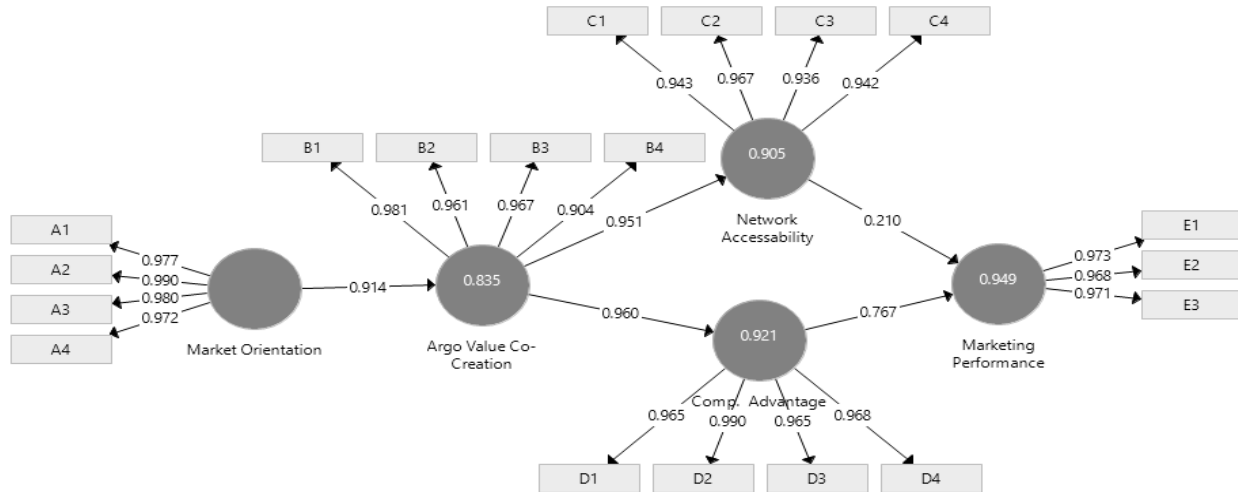 C1 C2 C3 C4
0.943 0.967 0.936 0.942
0.905
Network
Accessability
B1 B2 B3 B4
0.981 0.961 0.967 0.904
0.951
0.210
A1
A2
A3
A4
0.977
0.990
0.980
0.972
Market Orientation
0.914
0.835
Argo Value Co-
Creation
0.960
0.921
Comp. Advantage
0.767
0.949
Marketing
Performance
0.973
0.968
0.971
E1
E2
E3
0.965 0.990 0.965 0.968
D1 D2 D3 D4